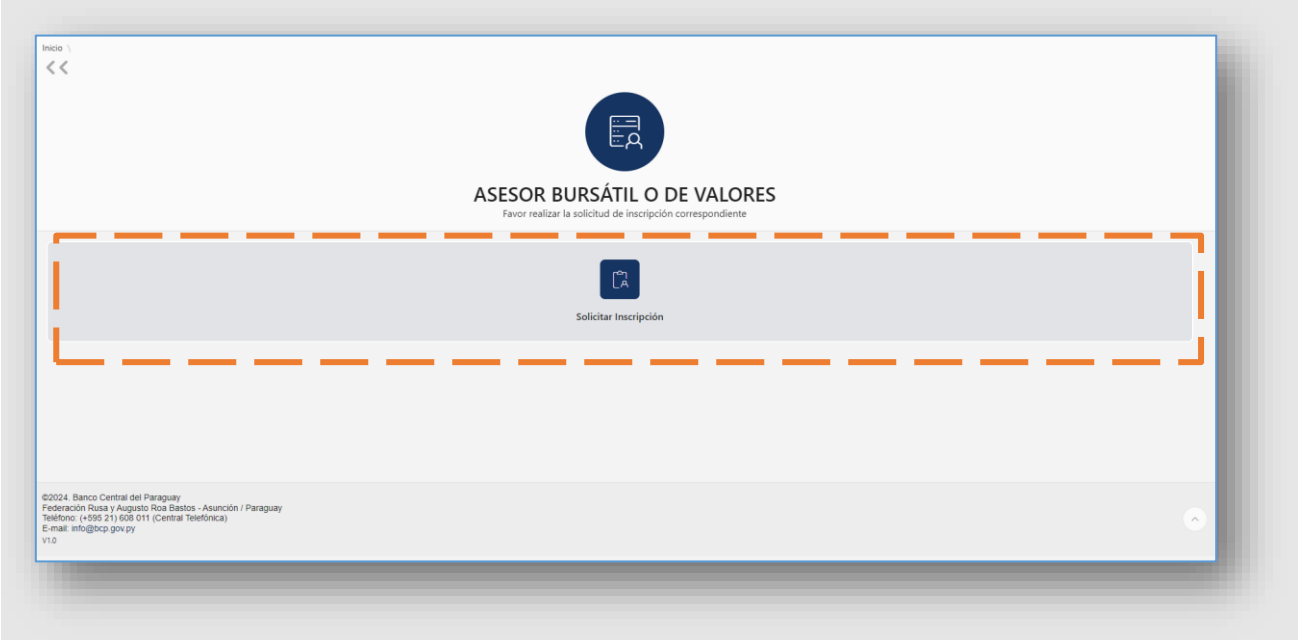 Inicio \
ASESOR BURSÁTIL O DE VALORES
Favor realizar la solicitud de inscripción correspondiente
Solicitar Inscripción
©2024. Banco Central del Paraguay
Federación Rusa y Augusto Roa Bastos - Asunción / Paraguay
Teléfono: (+595 21) 608 011 (Central Telefónica)
E-mail: info@bcp.gov.py
V1.0